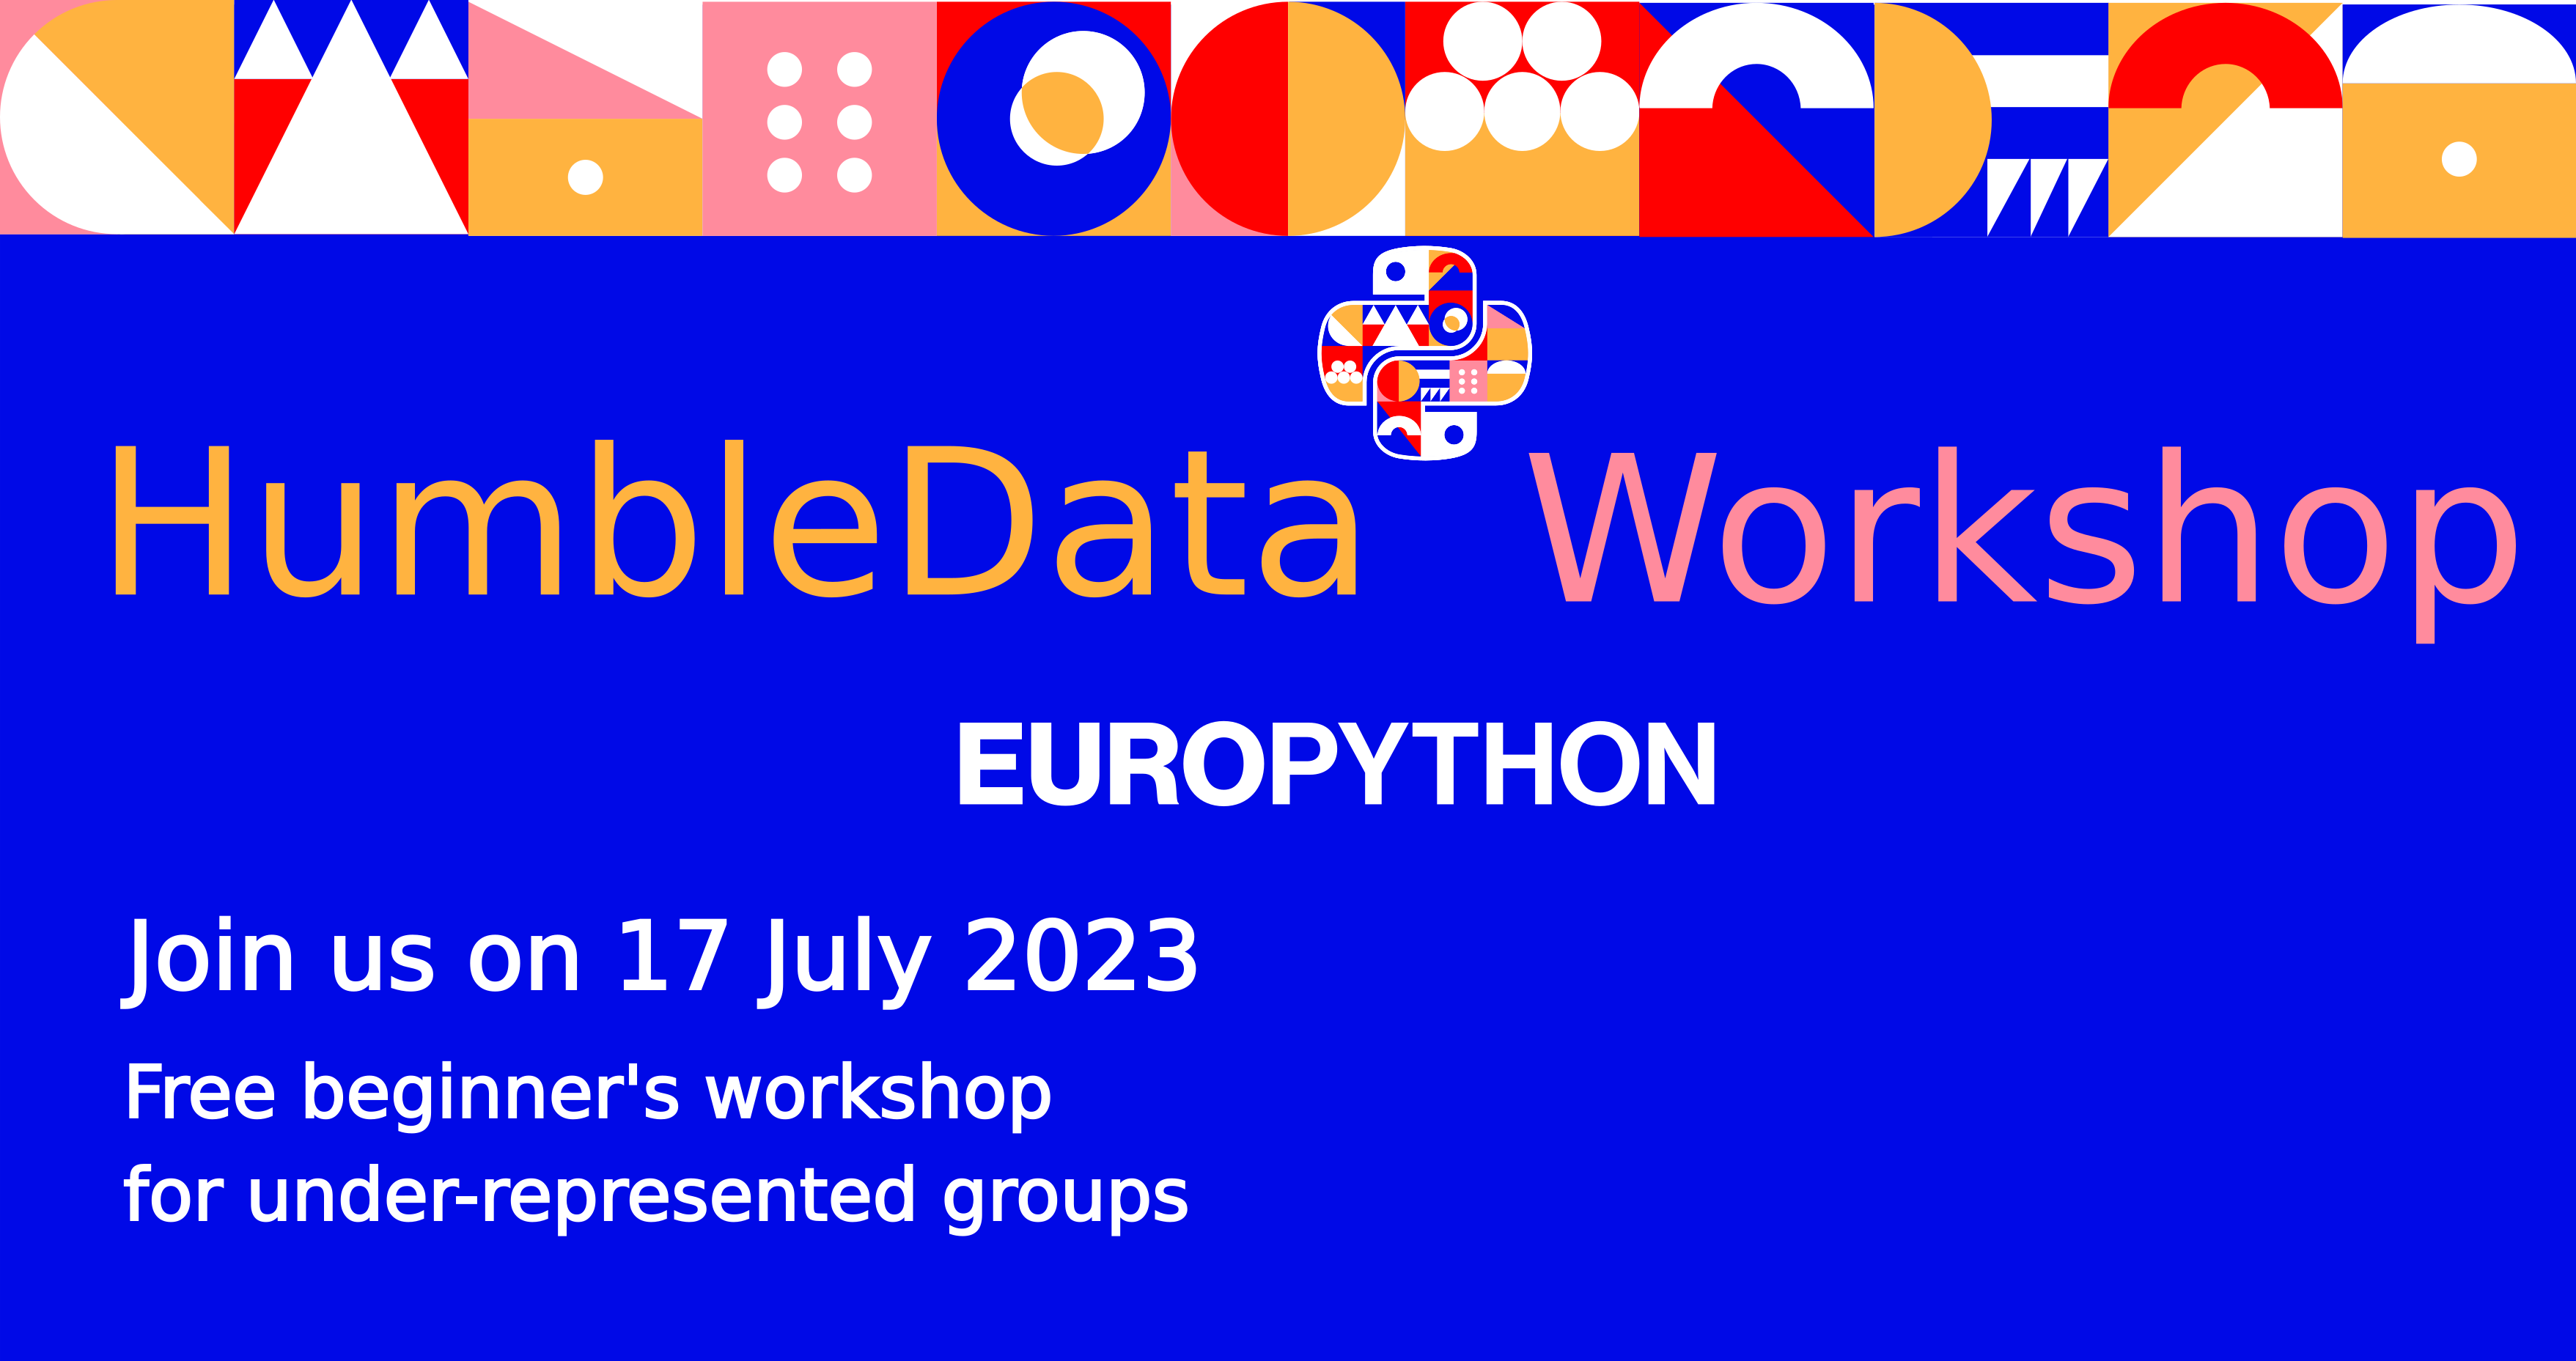 HumbleData Workshop
EUROPYTHON
Join us on 17 July 2023
Free beginner's workshop
for under-represented groups